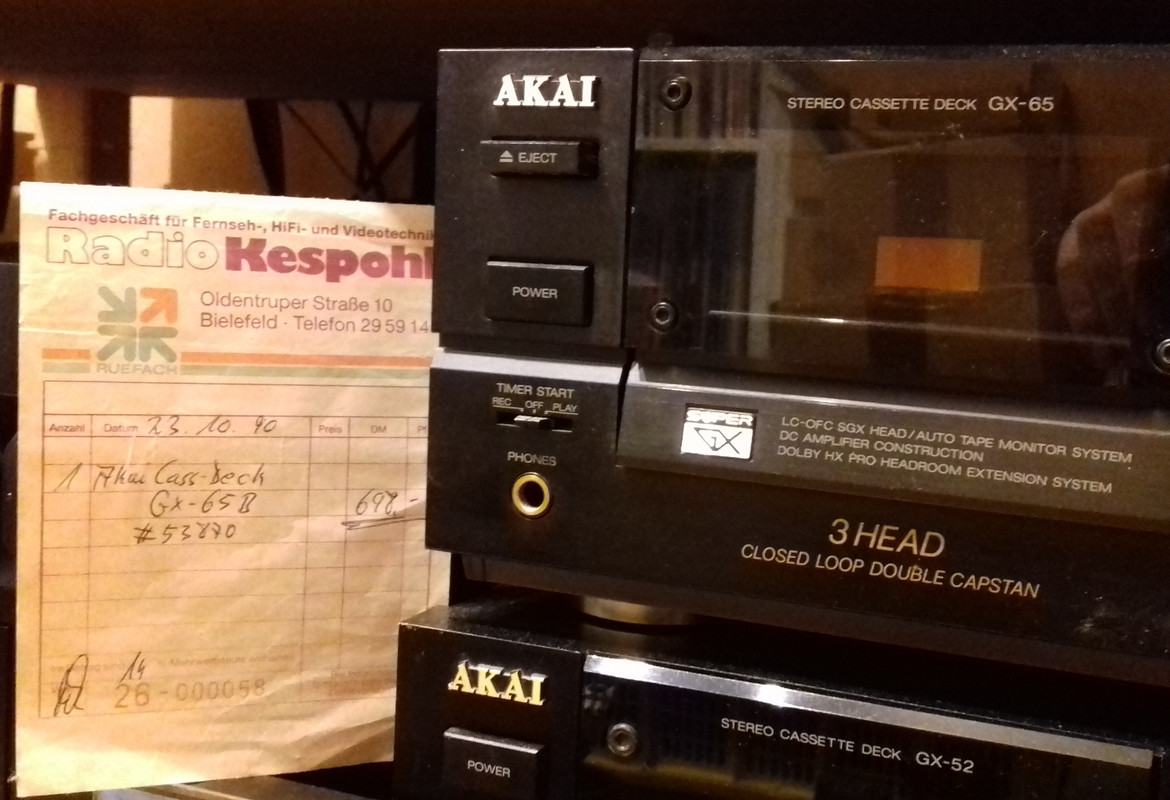 Fachgeschäft für Fernseh-, HiFi- und Videotechnik
Radio Kespohl
Oldentruper Straße 10
Bielefeld · Telefon 29 59 14
RUEFACH
Anzahl Datum 23. 10. 90 Preis DM
1 Akai Cass-Deck
GX-65 B 698,-
#53870
14
26-000058
AKAI
EJECT
POWER
TIMER START
REC OFF PLAY
PHONES
STEREO CASSETTE DECK GX-65
SUPER
GX
LC-OFC SGX HEAD/AUTO TAPE MONITOR SYSTEM
DC AMPLIFIER CONSTRUCTION
DOLBY HX PRO HEADROOM EXTENSION SYSTEM
3 HEAD
CLOSED LOOP DOUBLE CAPSTAN
AKAI
POWER
STEREO CASSETTE DECK GX-52